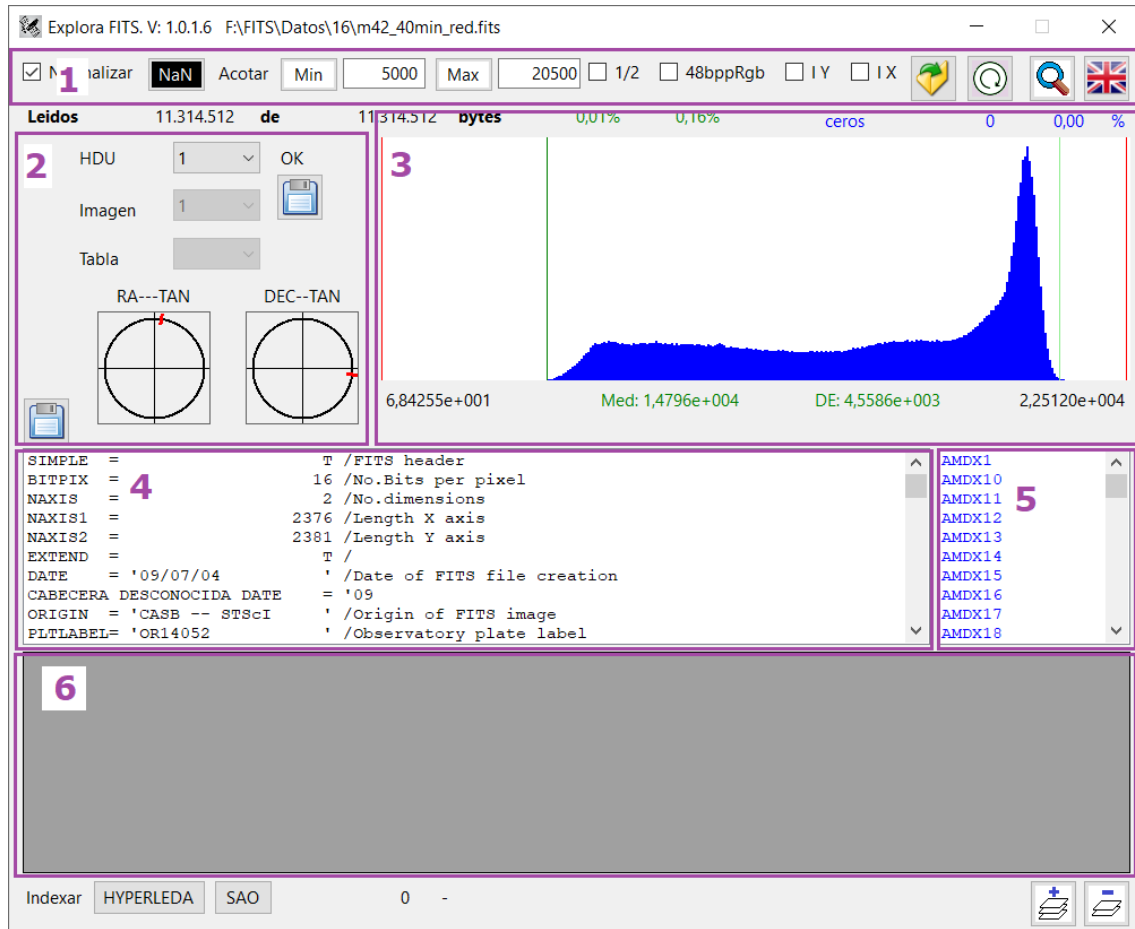 Explora FITS. V: 1.0.1.6 F:\FITS\Datos\16\m42_40min_red.fits
1
NaN Acotar Min 5000 Max 20500 1/2 48bppRgb I Y I X
Leidos 11.314.512 de 11.314.512 bytes 0,01% 0,16% ceros 0 0,00 %
2
3
HDU 1 OK
Imagen 1
Tabla
RA---TAN DEC--TAN
6,84255e+001 Med: 1,4796e+004 DE: 4,5586e+003 2,25120e+004
4
5
SIMPLE = T /FITS header
BITPIX = 16 /No.Bits per pixel
NAXIS = 2 /No.dimensions
NAXIS1 = 2376 /Length X axis
NAXIS2 = 2381 /Length Y axis
EXTEND = T /
DATE = '09/07/04 ' /Date of FITS file creation
CABECERA DESCONOCIDA DATE = '09
ORIGIN = 'CASB -- STScI ' /Origin of FITS image
PLTLABEL= 'OR14052 ' /Observatory plate label
AMDX1
AMDX10
AMDX11
AMDX12
AMDX13
AMDX14
AMDX15
AMDX16
AMDX17
AMDX18
6
Indexar HYPERLEDA SAO 0 -